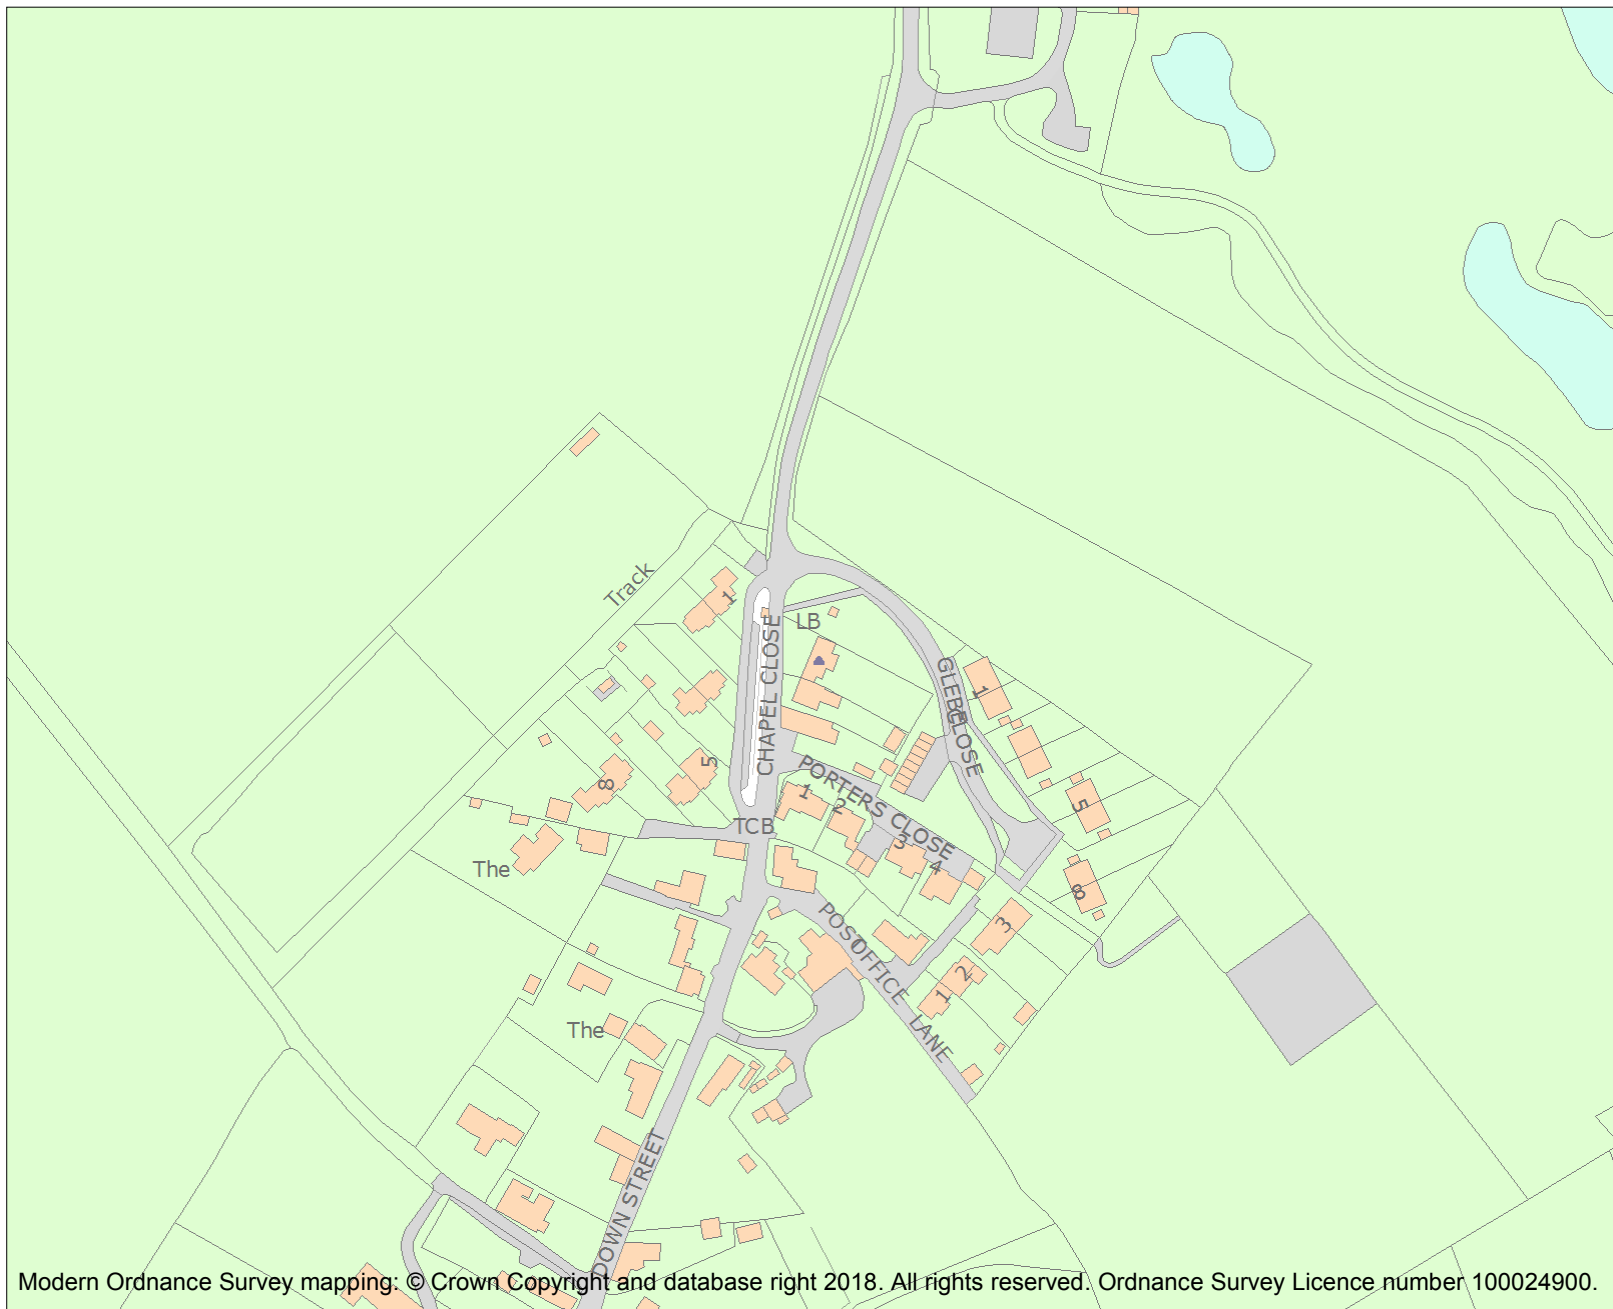 Track
1
LB
CHAPEL CLOSE
GLEBE CLOSE
1
5
8
PORTERS CLOSE
1
2
3
4
5
8
TCB
The
POST OFFICE LANE
3
2
1
The
DOWN STREET
Modern Ordnance Survey mapping: © Crown Copyright and database right 2018. All rights reserved. Ordnance Survey Licence number 100024900.